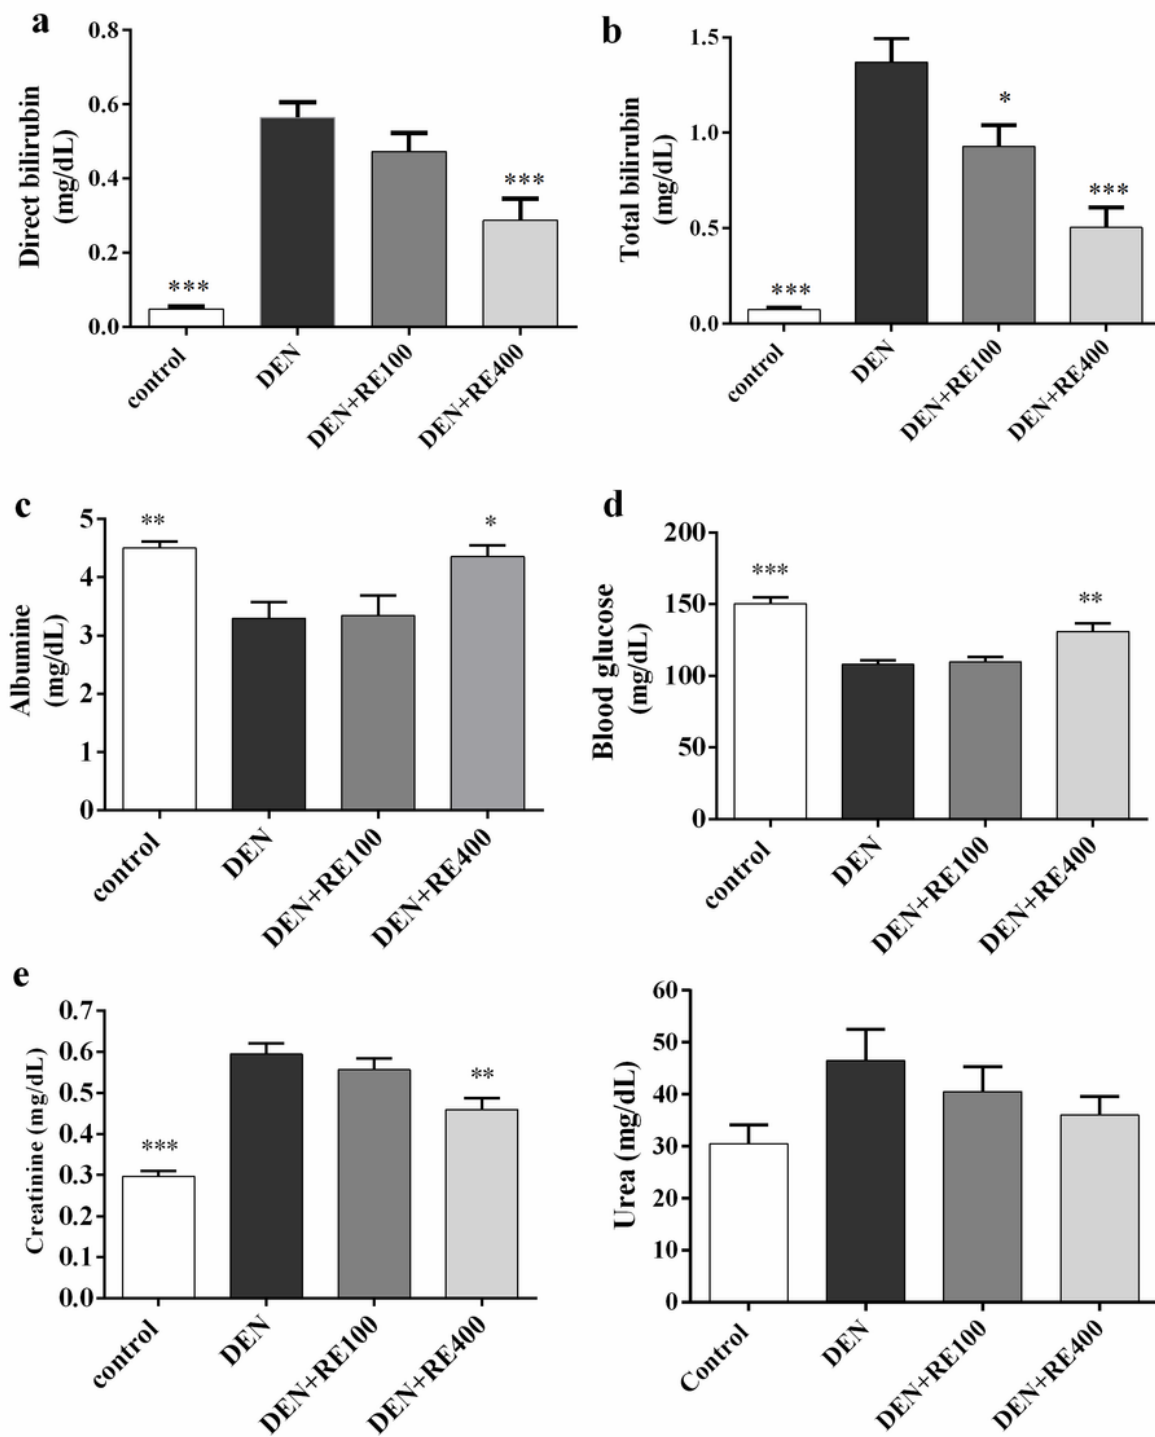 a
Direct bilirubin
(mg/dL)
0.8
0.6
0.4
0.2
0.0
***
***
control
DEN
DEN+RE100
DEN+RE400
b
Total bilirubin
(mg/dL)
1.5
1.0
0.5
0.0
***
*
***
control
DEN
DEN+RE100
DEN+RE400
c
Albumine
(mg/dL)
5
4
3
2
1
0
**
*
control
DEN
DEN+RE100
DEN+RE400
d
Blood glucose
(mg/dL)
200
150
100
50
0
***
**
control
DEN
DEN+RE100
DEN+RE400
e
Creatinine (mg/dL)
0.7
0.6
0.5
0.4
0.3
0.2
0.1
0.0
***
**
control
DEN
DEN+RE100
DEN+RE400
Urea (mg/dL)
60
50
40
30
20
10
0
Control
DEN
DEN+RE100
DEN+RE400